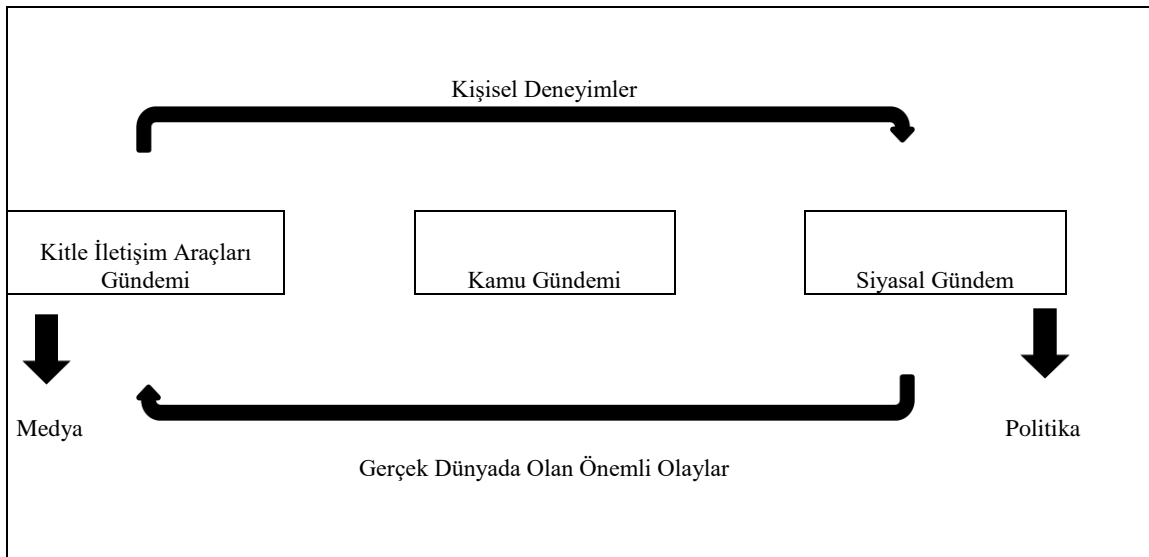 Kişisel Deneyimler
Kitle İletişim Araçları
Gündemi
Kamu Gündemi
Siyasal Gündem
Medya
Politika
Gerçek Dünyada Olan Önemli Olaylar